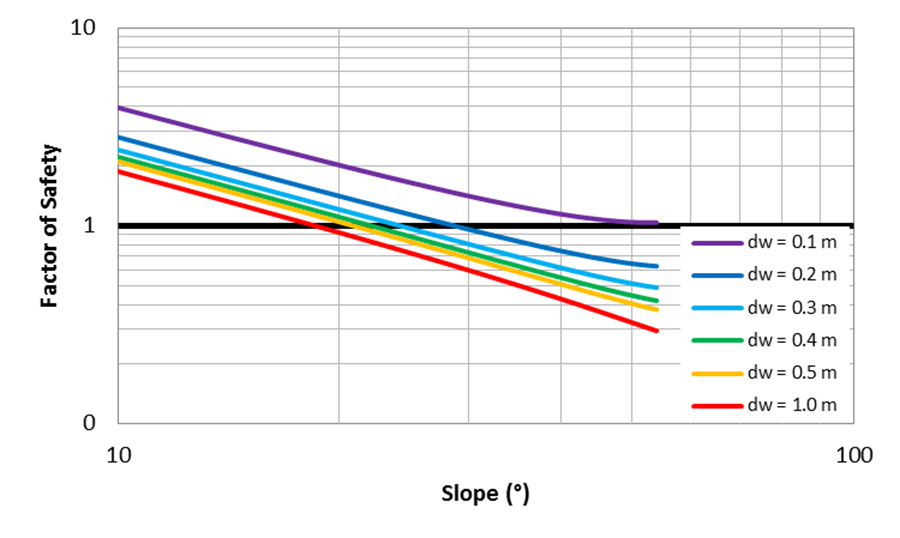 10
1
0
10
100
Factor of Safety
Slope (°)
dw = 0.1 m
dw = 0.2 m
dw = 0.3 m
dw = 0.4 m
dw = 0.5 m
dw = 1.0 m